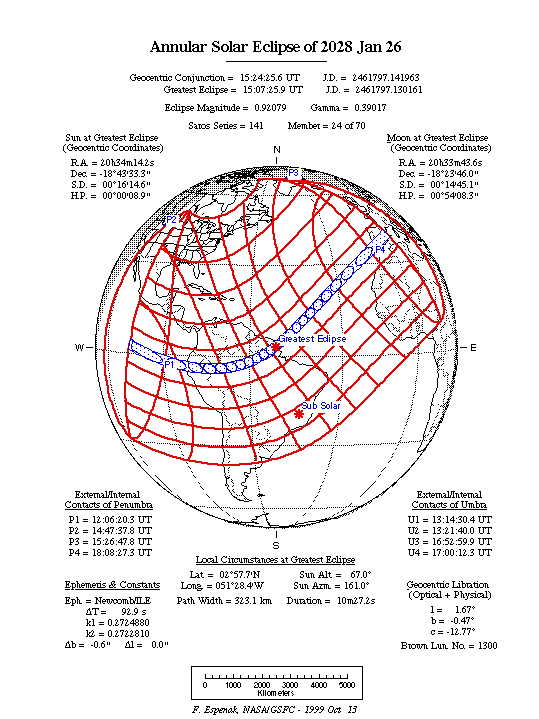 Annular Solar Eclipse of 2028 Jan 26
Geocentric Conjunction = 15:24:25.6 UT J.D. = 2461797.141963
Greatest Eclipse = 15:07:25.9 UT J.D. = 2461797.130161
Eclipse Magnitude = 0.92079 Gamma = 0.39017
Saros Series = 141 Member = 24 of 70
Sun at Greatest Eclipse
(Geocentric Coordinates)
R.A. = 20h34m14.2s
Dec. = -18°43'33.3"
S.D. = 00°16'14.6"
H.P. = 00°00'08.9"
Moon at Greatest Eclipse
(Geocentric Coordinates)
R.A. = 20h33m43.6s
Dec. = -18°23'46.0"
S.D. = 00°14'45.1"
H.P. = 00°54'08.3"
N
P3
P2
P4
W
E
Greatest Eclipse
P1
Sub Solar
S
External/Internal
Contacts of Penumbra
P1 = 12:06:20.3 UT
P2 = 14:47:37.8 UT
P3 = 15:26:47.8 UT
P4 = 18:08:27.3 UT
External/Internal
Contacts of Umbra
U1 = 13:14:30.4 UT
U2 = 13:21:40.0 UT
U3 = 16:52:59.9 UT
U4 = 17:00:12.3 UT
Local Circumstances at Greatest Eclipse
Lat. = 02°57.7'N Sun Alt. = 67.0°
Long. = 051°28.4'W Sun Azm. = 161.0°
Path Width = 323.1 km Duration = 10m27.2s
Ephemeris & Constants
Eph. = Newcomb/ILE
ΔT = 92.9 s
k1 = 0.2724880
k2 = 0.2722810
Δb = -0.6" Δl = 0.0"
Geocentric Libration
(Optical + Physical)
l = 1.67°
b = -0.47°
c = -12.77°
Brown Lun. No. = 1300
0 1000 2000 3000 4000 5000
Kilometers
F. Espenak, NASA/GSFC - 1999 Oct 13